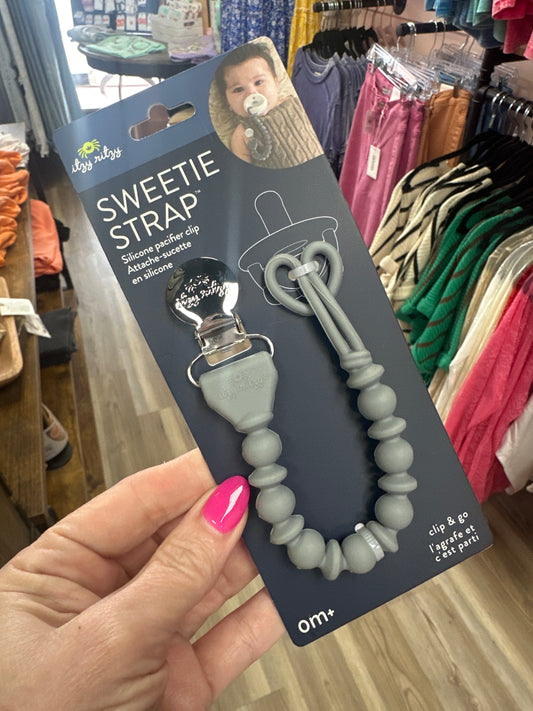 itzy ritzy
SWEETIE
STRAP™
Silicone pacifier clip
Attache-sucette
en silicone
itzy ritzy
clip & go
l'agrafe et
c'est parti
0m+